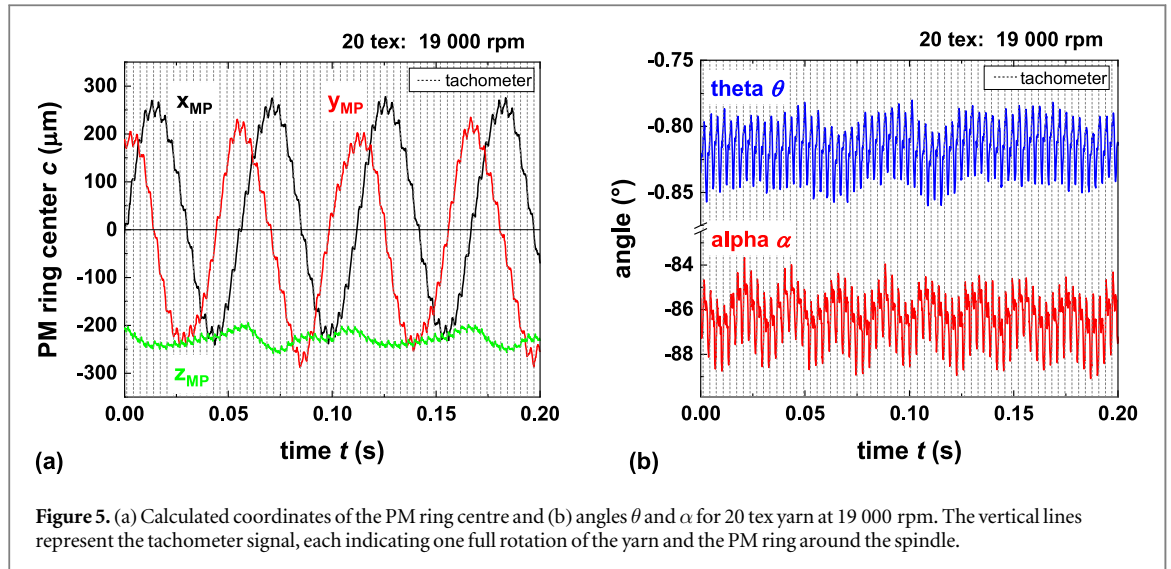 20 tex: 19 000 rpm
tachometer
x_MP
y_MP
z_MP
PM ring center c (μm)
300
200
100
0
-100
-200
-300
0.00 0.05 0.10 0.15 0.20
time t (s)
(a)
20 tex: 19 000 rpm
tachometer
theta θ
alpha α
angle (°)
-0.75
-0.80
-0.85
-84
-86
-88
0.00 0.05 0.10 0.15 0.20
time t (s)
(b)
Figure 5. (a) Calculated coordinates of the PM ring centre and (b) angles θ and α for 20 tex yarn at 19 000 rpm. The vertical lines
represent the tachometer signal, each indicating one full rotation of the yarn and the PM ring around the spindle.